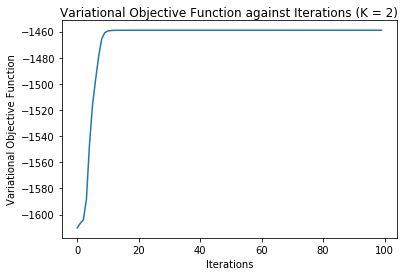 Variational Objective Function against Iterations (K = 2)
Variational Objective Function
−1460
−1480
−1500
−1520
−1540
−1560
−1580
−1600
0 20 40 60 80 100
Iterations